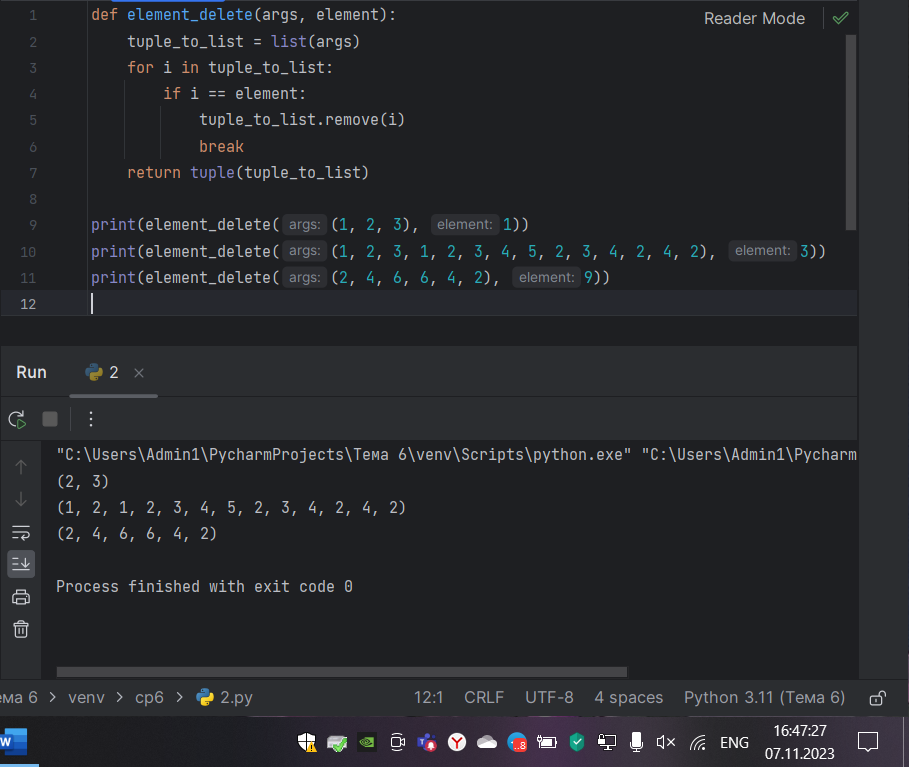 1 def element_delete(args, element):
Reader Mode
2     tuple_to_list = list(args)
3     for i in tuple_to_list:
4         if i == element:
5             tuple_to_list.remove(i)
6             break
7     return tuple(tuple_to_list)
8
9 print(element_delete( args: (1, 2, 3), element: 1))
10 print(element_delete( args: (1, 2, 3, 1, 2, 3, 4, 5, 2, 3, 4, 2, 4, 2), element: 3))
11 print(element_delete( args: (2, 4, 6, 6, 4, 2), element: 9))
12
Run 2
"C:\Users\Admin1\PycharmProjects\Тема 6\venv\Scripts\python.exe" "C:\Users\Admin1\Pycharm
(2, 3)
(1, 2, 1, 2, 3, 4, 5, 2, 3, 4, 2, 4, 2)
(2, 4, 6, 6, 4, 2)
Process finished with exit code 0
ема 6 > venv > ср6 > 2.py 12:1 CRLF UTF-8 4 spaces Python 3.11 (Тема 6)
W .8 ENG 16:47:27
07.11.2023